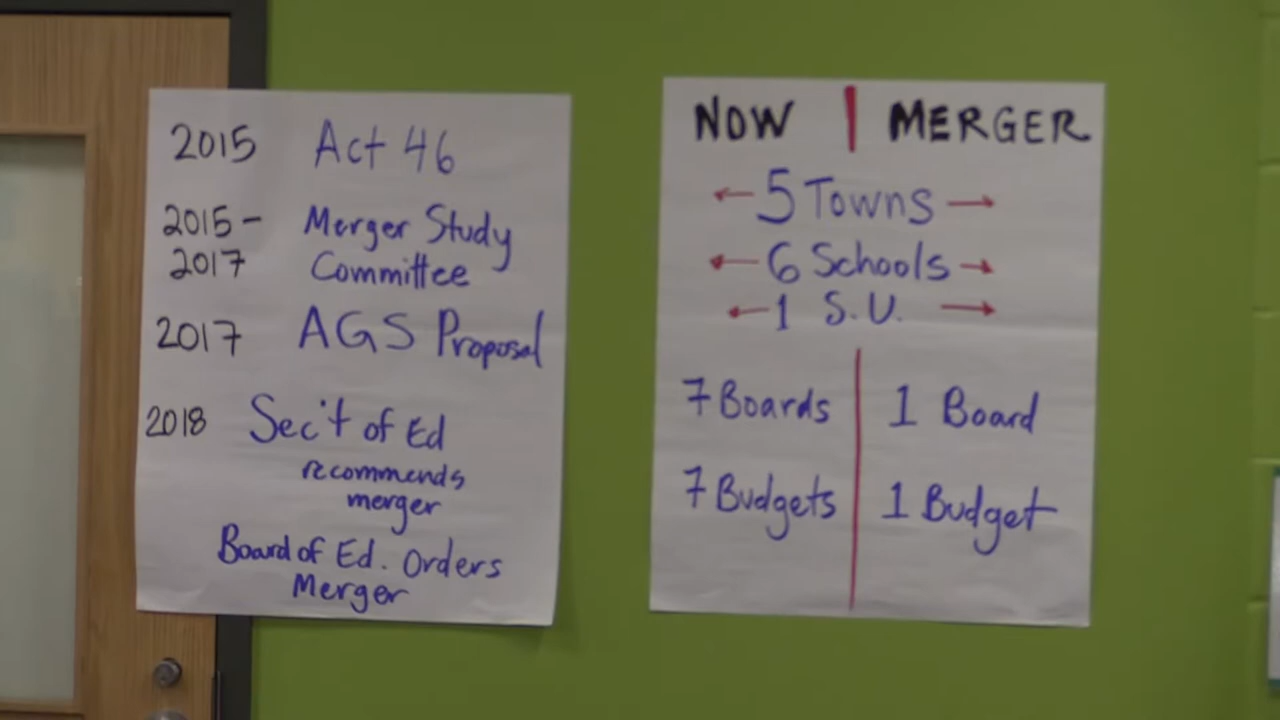 2015 Act 46
2015 - Merger Study
2017 Committee
2017 AGS Proposal
2018 Sec't of Ed
recommends
merger
Board of Ed. Orders
Merger
NOW | MERGER
← 5 Towns →
← 6 Schools →
← 1 S.U. →
7 Boards 1 Board
7 Budgets 1 Budget